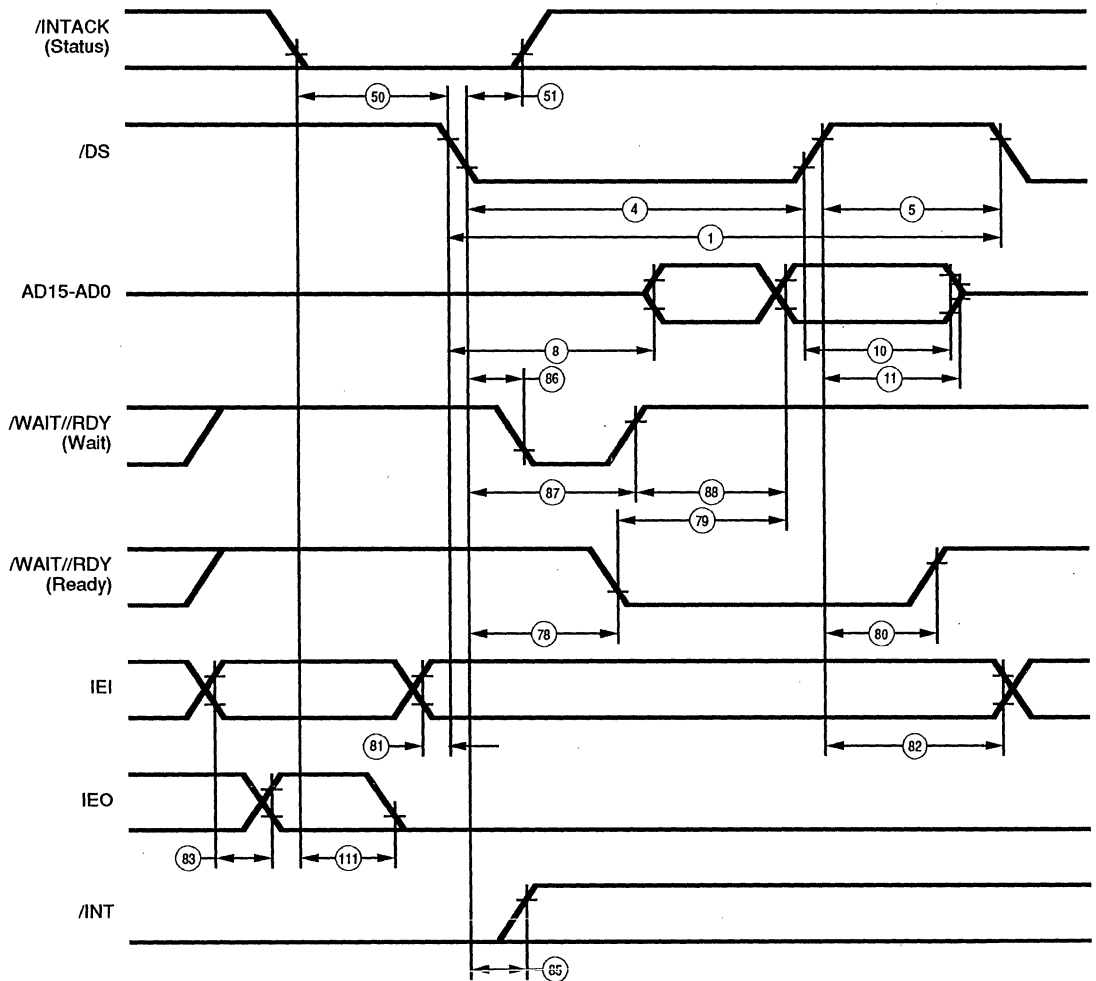 /INTACK
(Status)
50
51
/DS
4
5
1
AD15-AD0
8
10
86
11
/WAIT//RDY
(Wait)
87
88
79
/WAIT//RDY
(Ready)
78
80
IEI
81
82
IEO
83
111
/INT
85